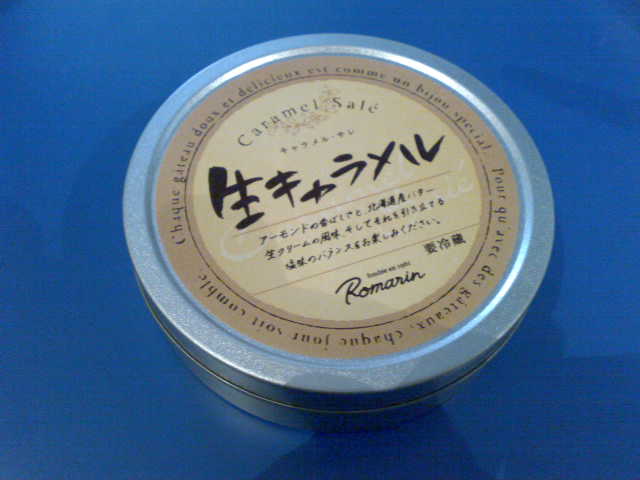 Chaque gâteau doux et délicieux est comme un bijou spécial. Pour qu'avec des gâteaux, chaque jour soit comble.
Caramel Salé
キャラメル・サレ
生キャラメル
アーモンドの香ばしさと、北海道産バター
生クリームの風味、そしてそれを引き立てる
塩味のバランスをお楽しみください。
要冷蔵
fondée en 1981
Romarin